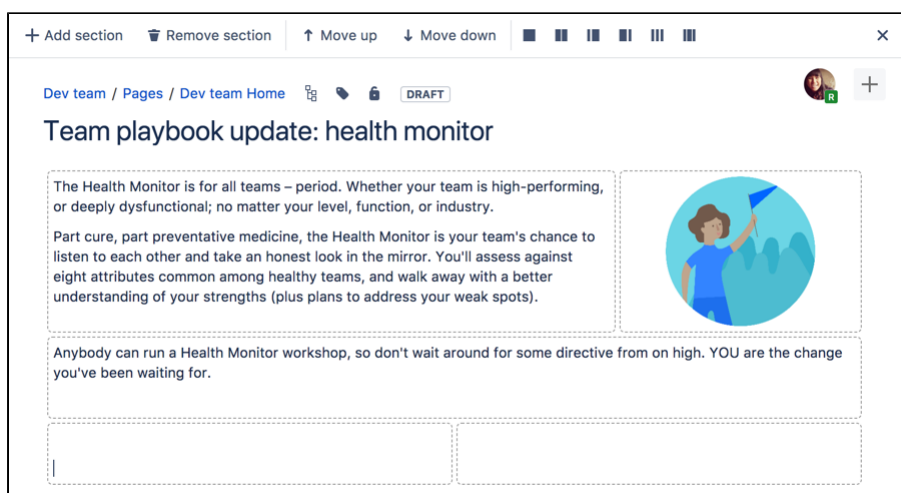 + Add section Remove section ↑ Move up ↓ Move down
Dev team / Pages / Dev team Home DRAFT
R
Team playbook update: health monitor
The Health Monitor is for all teams – period. Whether your team is high-performing,
or deeply dysfunctional; no matter your level, function, or industry.
Part cure, part preventative medicine, the Health Monitor is your team's chance to
listen to each other and take an honest look in the mirror. You'll assess against
eight attributes common among healthy teams, and walk away with a better
understanding of your strengths (plus plans to address your weak spots).
Anybody can run a Health Monitor workshop, so don't wait around for some directive from on high. YOU are the change
you've been waiting for.